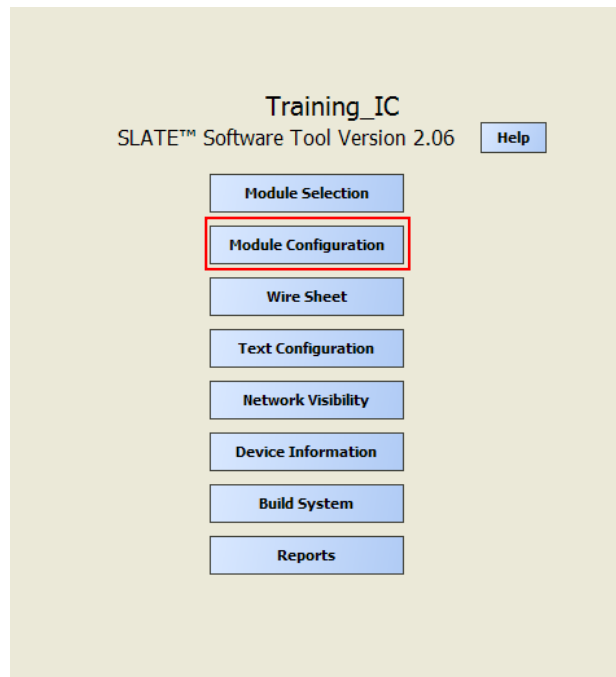 Training_IC
SLATE™ Software Tool Version 2.06 Help
Module Selection
Module Configuration
Wire Sheet
Text Configuration
Network Visibility
Device Information
Build System
Reports